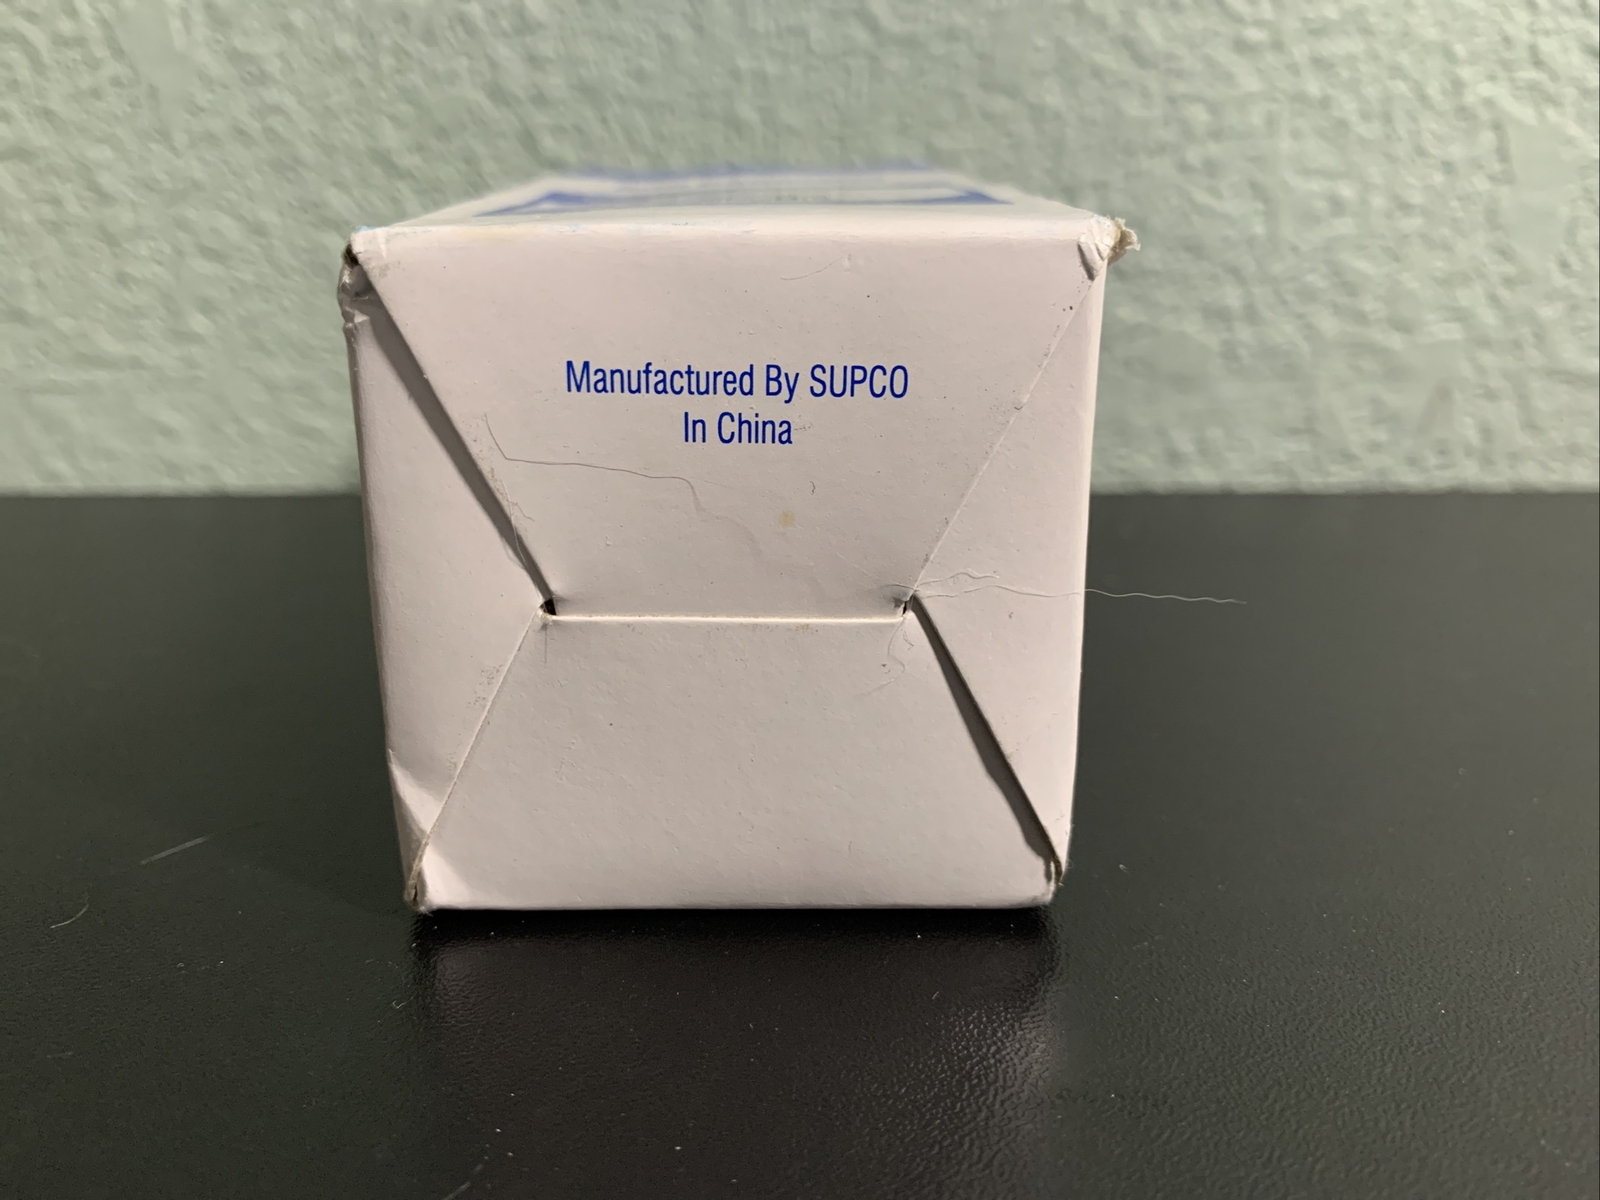 Manufactured By SUPCO
In China